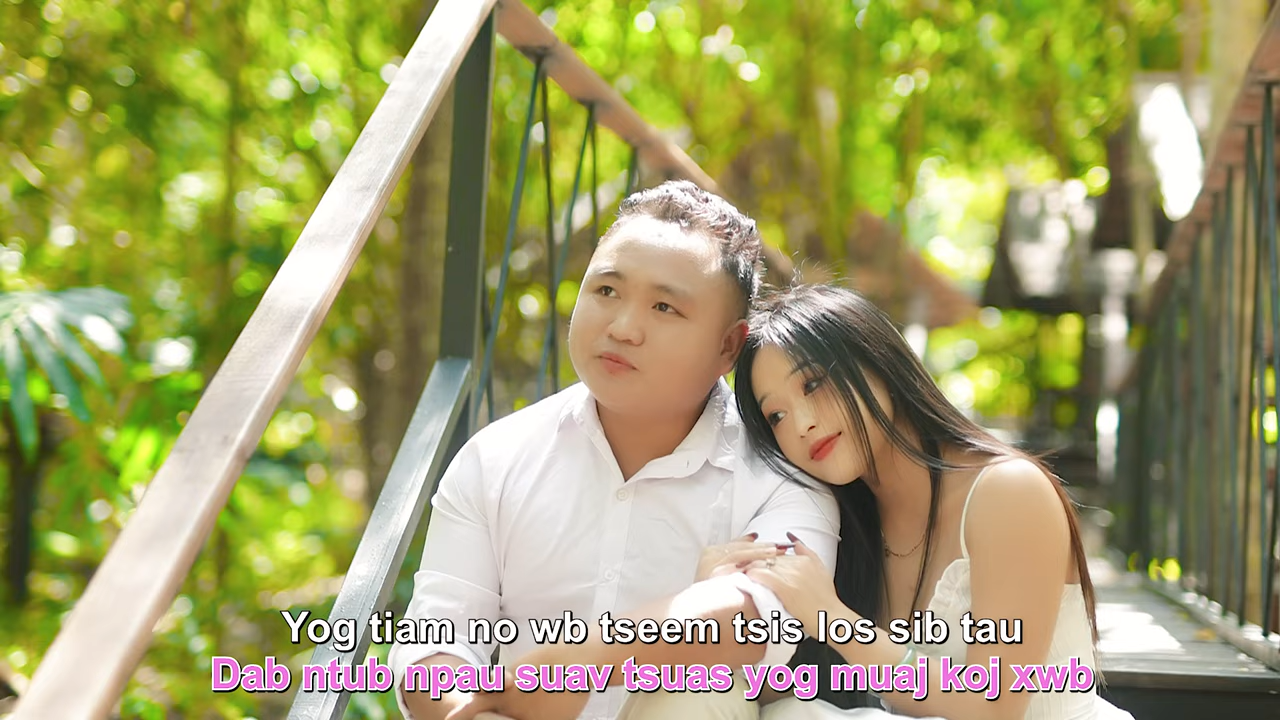 Yog tiam no wb tseem tsis los sib tau
Dab ntub npau suav tsuas yog muaj koj xwb